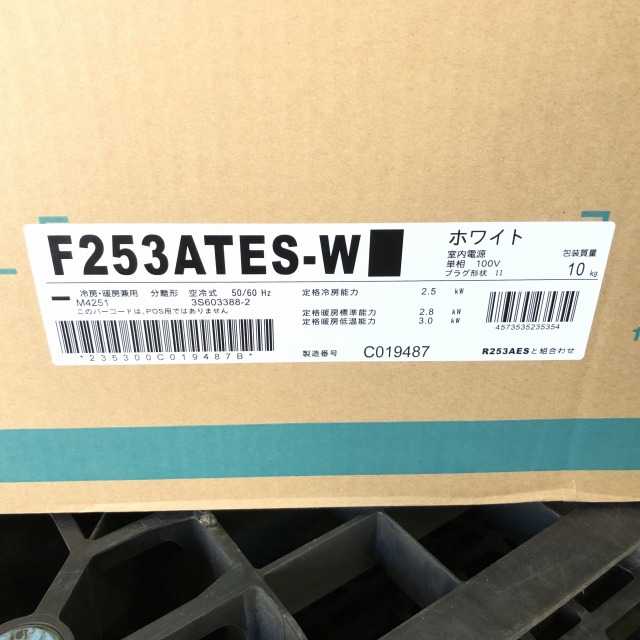 F253ATES-W■
ホワイト
室内電源
単相 100V
プラグ形状 II
包装質量
10 kg
冷房・暖房兼用 分離形 空冷式 50/60 Hz
M4251 3S603388-2
このバーコードは、POS用ではありません
*235300C019487B*
定格冷房能力 2.5 kW
定格暖房標準能力 2.8 kW
定格暖房低温能力 3.0 kW
製造番号 C019487
4573535235354
R253AESと組合わせ